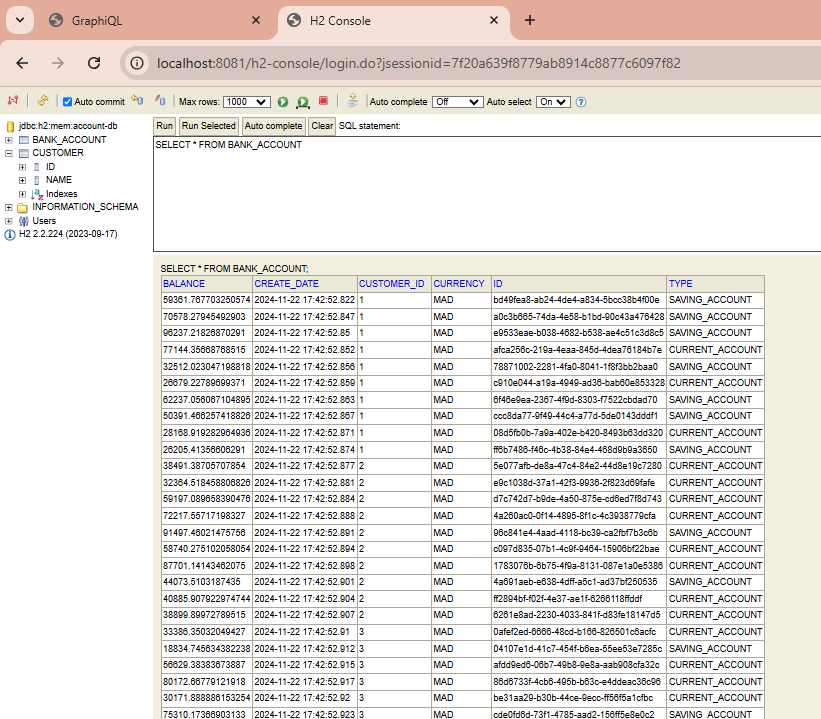 GraphiQL
H2 Console
localhost:8081/h2-console/login.do?jsessionid=7f20a639f8779ab8914c8877c6097f82
Auto commit Max rows: 1000 Auto complete Off Auto select On
jdbc:h2:mem:account-db
BANK_ACCOUNT
CUSTOMER
ID
NAME
Indexes
INFORMATION_SCHEMA
Users
H2 2.2.224 (2023-09-17)
Run Run Selected Auto complete Clear SQL statement:
SELECT * FROM BANK_ACCOUNT
SELECT * FROM BANK_ACCOUNT;
BALANCE CREATE_DATE CUSTOMER_ID CURRENCY ID TYPE
59361.767703250574 2024-11-22 17:42:52.822 1 MAD bd49fea8-ab24-4de4-a834-5bcc38b4f00e SAVING_ACCOUNT
70578.27945492903 2024-11-22 17:42:52.847 1 MAD a0c3b665-74da-4e58-b1bd-90c43a476428 SAVING_ACCOUNT
96237.21826870291 2024-11-22 17:42:52.85 1 MAD e9533eae-b038-4682-b538-ae4c51c3d8c5 SAVING_ACCOUNT
77144.35668768515 2024-11-22 17:42:52.852 1 MAD afca256c-219a-4eaa-845d-4dea76184b7e CURRENT_ACCOUNT
32512.023047198818 2024-11-22 17:42:52.856 1 MAD 78871002-2281-4fa0-8041-1f8f3bb2baa0 SAVING_ACCOUNT
26679.22789699371 2024-11-22 17:42:52.859 1 MAD c910e044-a19a-4949-ad36-bab60e853328 CURRENT_ACCOUNT
62237.056067104895 2024-11-22 17:42:52.863 1 MAD 6f46e9ea-2367-4f9d-8303-f7522cbdad70 SAVING_ACCOUNT
50391.466257418826 2024-11-22 17:42:52.867 1 MAD ccc8da77-9f49-44c4-a77d-5de0143dddf1 SAVING_ACCOUNT
28168.919282964936 2024-11-22 17:42:52.871 1 MAD 08d5fb0b-7a9a-402e-b420-8493b63dd320 CURRENT_ACCOUNT
26205.41356606291 2024-11-22 17:42:52.874 1 MAD ff6b7486-f46c-4b38-84e4-468d9b9a3650 SAVING_ACCOUNT
38491.38705707854 2024-11-22 17:42:52.877 2 MAD 5e077afb-de8a-47c4-84e2-44d8e19c7280 CURRENT_ACCOUNT
32364.518458806826 2024-11-22 17:42:52.881 2 MAD e9c1038d-37a1-42f3-9936-2f823d69fafe CURRENT_ACCOUNT
59197.089658390476 2024-11-22 17:42:52.884 2 MAD d7c742d7-b9de-4a50-875e-cd6ed7f8d743 CURRENT_ACCOUNT
72217.55717198327 2024-11-22 17:42:52.888 2 MAD 4a260ac0-0f14-4895-8f1c-4c3938779cfa CURRENT_ACCOUNT
91497.46021475756 2024-11-22 17:42:52.891 2 MAD 96c841e4-4aad-4118-bc39-ca2fbf7b3c6b SAVING_ACCOUNT
58740.275102058054 2024-11-22 17:42:52.894 2 MAD c097d835-07b1-4c9f-9464-15906bf22bae CURRENT_ACCOUNT
87701.14143462075 2024-11-22 17:42:52.898 2 MAD 1783076b-6b75-4f9a-8131-087e1a0e5386 CURRENT_ACCOUNT
44073.5103187435 2024-11-22 17:42:52.901 2 MAD 4a691aeb-e638-4dff-a5c1-ad37bf250535 SAVING_ACCOUNT
40885.907922974744 2024-11-22 17:42:52.904 2 MAD ff2894bf-f02f-4e37-ae1f-6266118ffddf CURRENT_ACCOUNT
38899.89972789515 2024-11-22 17:42:52.907 2 MAD 6261e8ad-2230-4033-841f-d83fe18147d5 CURRENT_ACCOUNT
33386.35032049427 2024-11-22 17:42:52.91 3 MAD 0afef2ed-6666-48cd-b166-826501c6acfc CURRENT_ACCOUNT
18834.745634382238 2024-11-22 17:42:52.912 3 MAD 04107e1d-41c7-454f-b6ea-55ee53e7285c SAVING_ACCOUNT
56629.38383673887 2024-11-22 17:42:52.915 3 MAD afdd9ed6-06b7-49b8-9e8a-aab908cfa32c CURRENT_ACCOUNT
80172.66779121918 2024-11-22 17:42:52.917 3 MAD 86d6733f-4cb6-495b-b63c-e4ddeac36c96 CURRENT_ACCOUNT
30171.888886153254 2024-11-22 17:42:52.92 3 MAD be31aa29-b30b-44ce-9ecc-ff56f5a1cfbc CURRENT_ACCOUNT
75310.17366903133 2024-11-22 17:42:52.923 3 MAD cde0fd6d-73f1-4785-aad2-156ff5e8e0c2 SAVING_ACCOUNT